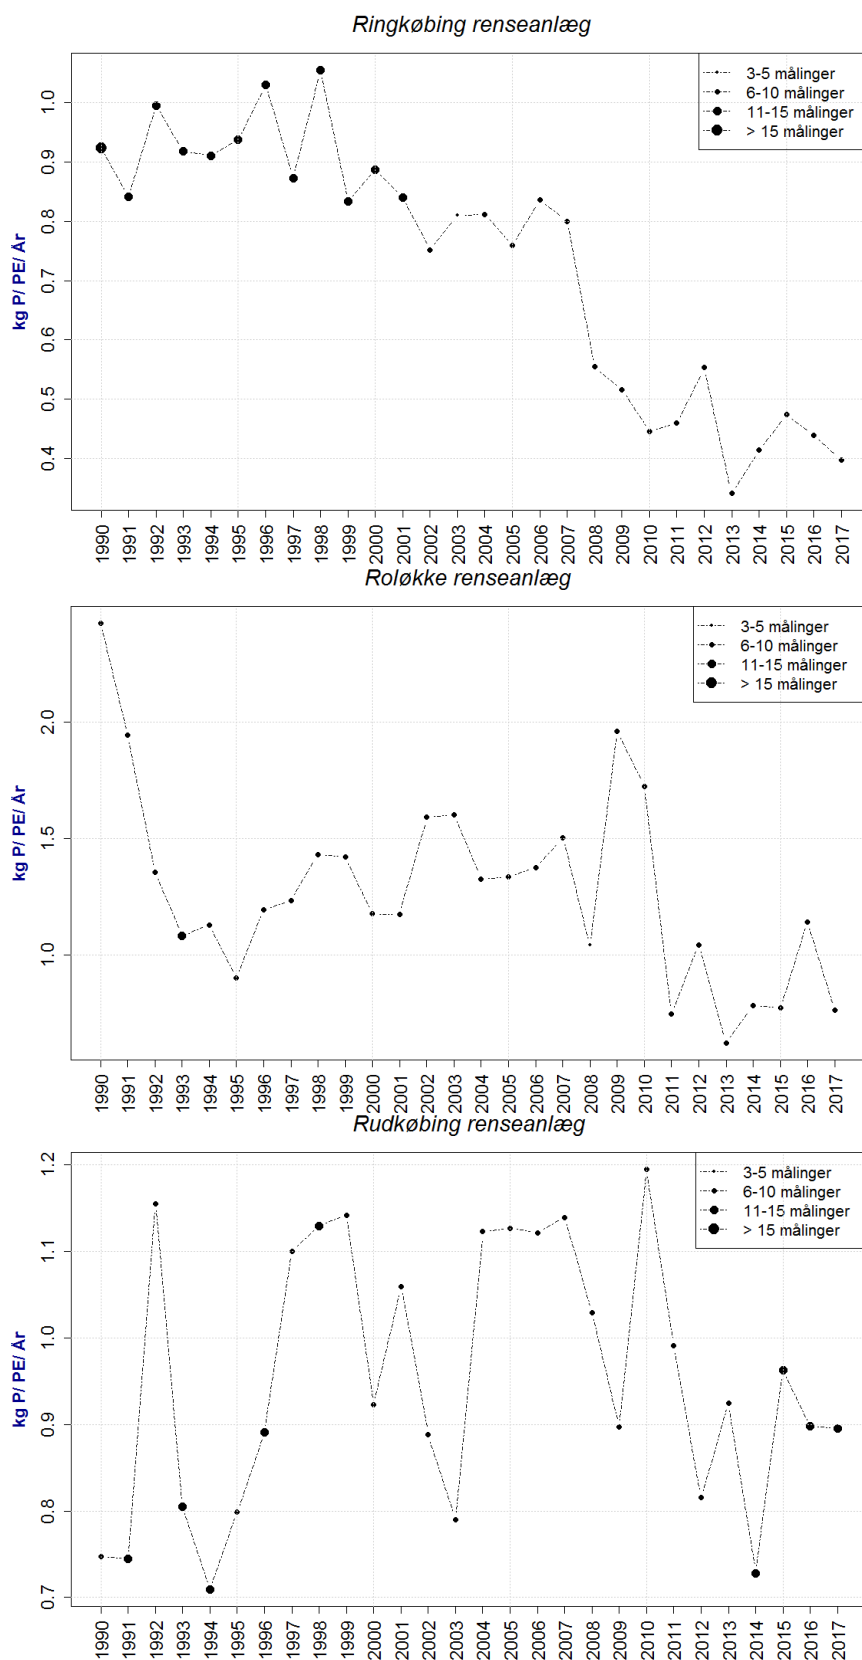 Ringkøbing renseanlæg
3-5 målinger
6-10 målinger
11-15 målinger
> 15 målinger
kg P/ PE/ År
1.0
0.9
0.8
0.7
0.6
0.5
0.4
1990 1991 1992 1993 1994 1995 1996 1997 1998 1999 2000 2001 2002 2003 2004 2005 2006 2007 2008 2009 2010 2011 2012 2013 2014 2015 2016 2017
Roløkke renseanlæg
3-5 målinger
6-10 målinger
11-15 målinger
> 15 målinger
kg P/ PE/ År
2.0
1.5
1.0
1990 1991 1992 1993 1994 1995 1996 1997 1998 1999 2000 2001 2002 2003 2004 2005 2006 2007 2008 2009 2010 2011 2012 2013 2014 2015 2016 2017
Rudkøbing renseanlæg
3-5 målinger
6-10 målinger
11-15 målinger
> 15 målinger
kg P/ PE/ År
1.2
1.1
1.0
0.9
0.8
0.7
1990 1991 1992 1993 1994 1995 1996 1997 1998 1999 2000 2001 2002 2003 2004 2005 2006 2007 2008 2009 2010 2011 2012 2013 2014 2015 2016 2017